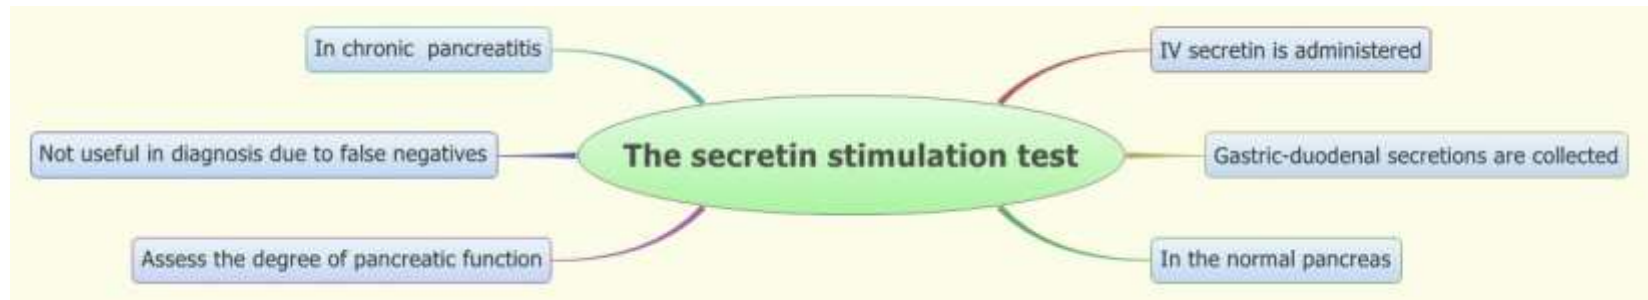 In chronic pancreatitis
IV secretin is administered
Not useful in diagnosis due to false negatives
The secretin stimulation test
Gastric-duodenal secretions are collected
Assess the degree of pancreatic function
In the normal pancreas